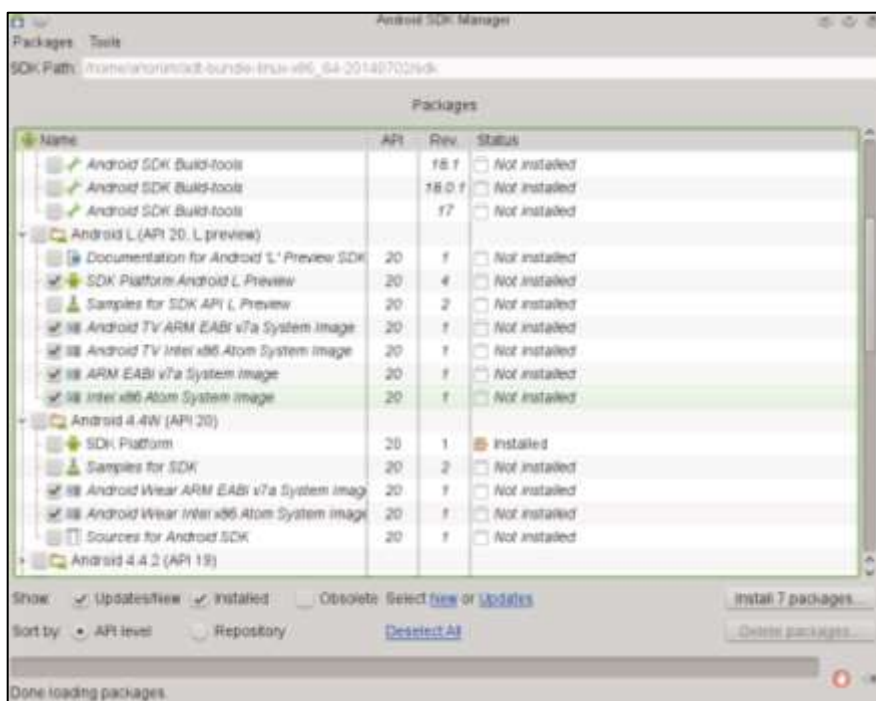 Android SDK Manager
Packages Tools
SDK Path: /home/anonim/adt-bundle-linux-x86_64-20140702/sdk
Packages
Name API Rev. Status
Android SDK Build-tools 18.1 Not installed
Android SDK Build-tools 18.0.1 Not installed
Android SDK Build-tools 17 Not installed
Android L (API 20, L preview)
Documentation for Android 'L' Preview SDK 20 1 Not installed
SDK Platform Android L Preview 20 4 Not installed
Samples for SDK API L Preview 20 2 Not installed
Android TV ARM EABI v7a System Image 20 1 Not installed
Android TV Intel x86 Atom System Image 20 1 Not installed
ARM EABI v7a System Image 20 1 Not installed
Intel x86 Atom System Image 20 1 Not installed
Android 4.4W (API 20)
SDK Platform 20 1 Installed
Samples for SDK 20 2 Not installed
Android Wear ARM EABI v7a System Imag 20 1 Not installed
Android Wear Intel x86 Atom System Image 20 1 Not installed
Sources for Android SDK 20 1 Not installed
Android 4.4.2 (API 19)
Show: Updates/New Installed Obsolete Select New or Updates Install 7 packages...
Sort by: API level Repository Deselect All Delete packages...
Done loading packages.